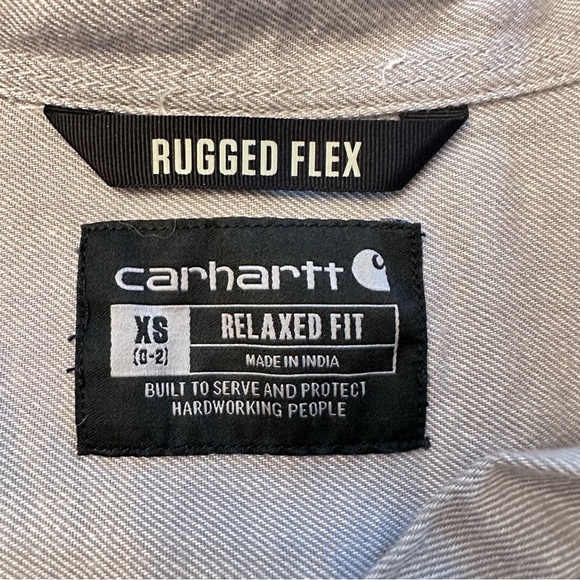 RUGGED FLEX
carhartt
XS
(0-2)
RELAXED FIT
MADE IN INDIA
BUILT TO SERVE AND PROTECT
HARDWORKING PEOPLE